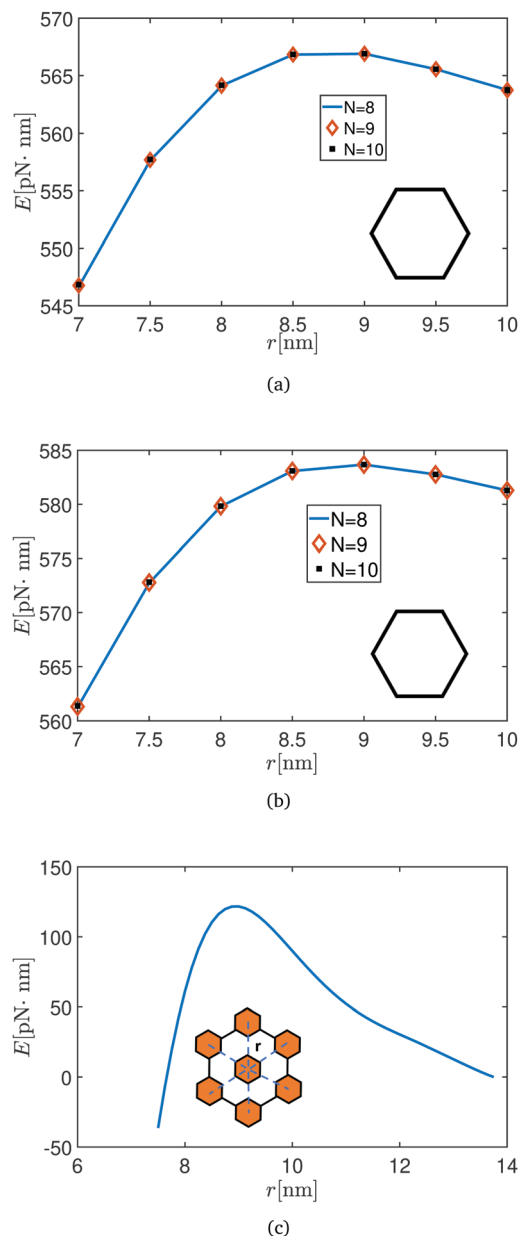 570
565
560
555
550
545
E[pN· nm]
N=8
N=9
N=10
7 7.5 8 8.5 9 9.5 10
r[nm]
(a)
585
580
575
570
565
560
E[pN· nm]
N=8
N=9
N=10
7 7.5 8 8.5 9 9.5 10
r[nm]
(b)
150
100
50
0
-50
E[pN· nm]
r
6 8 10 12 14
r[nm]
(c)